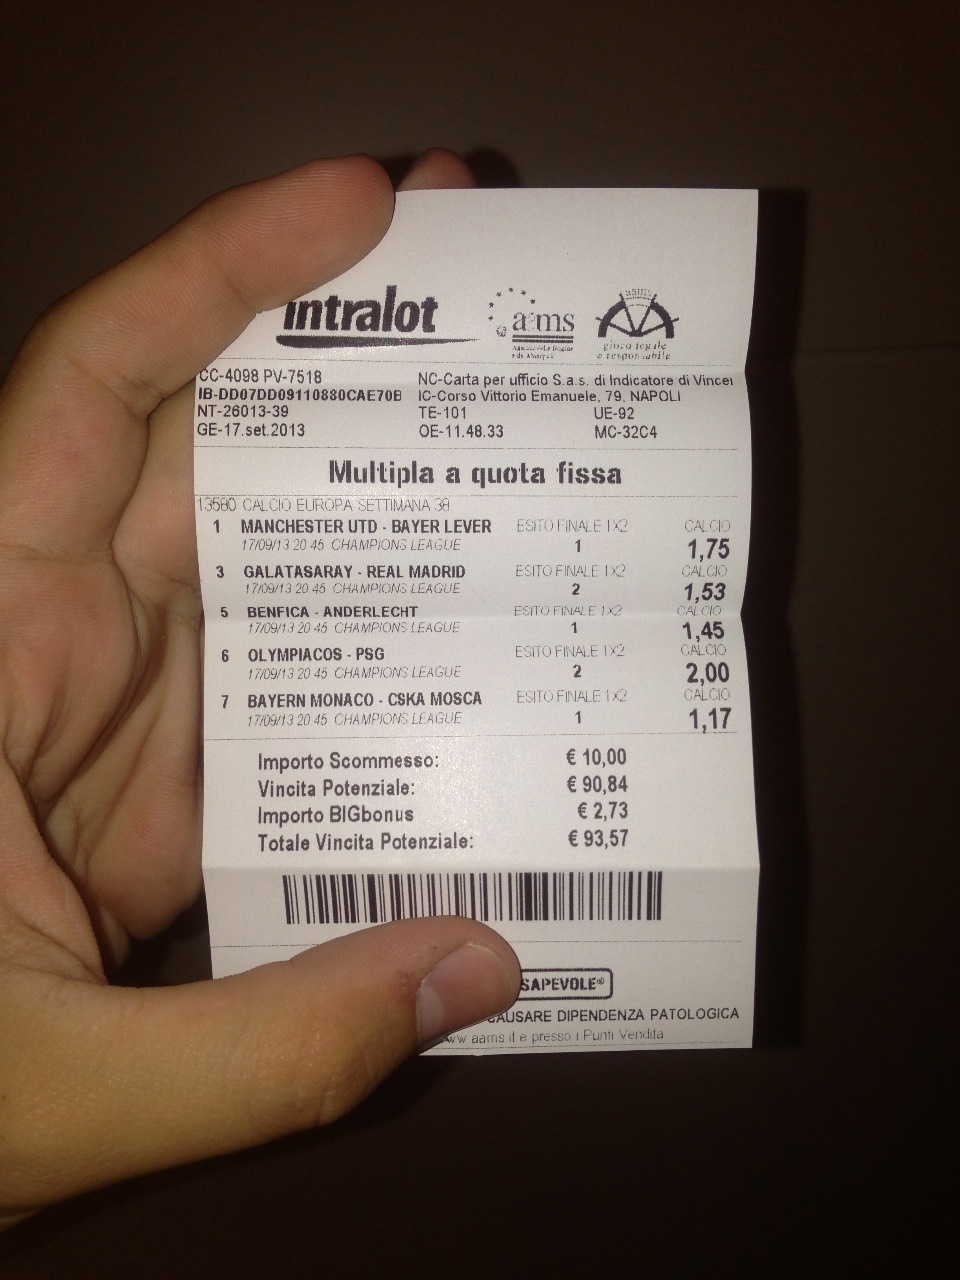 intralot
aams
aams
gioco legale
e responsabile
CC-4098 PV-7518
NC-Carta per ufficio S.a.s. di Indicatore di Vincei
IB-DD07DD09110880CAE70B
IC-Corso Vittorio Emanuele, 79, NAPOLI
NT-26013-39 TE-101 UE-92
GE-17.set.2013 OE-11.48.33 MC-32C4
Multipla a quota fissa
13580 CALCIO EUROPA SETTIMANA 38
1 MANCHESTER UTD - BAYER LEVER ESITO FINALE 1X2 CALCIO
17/09/13 20 45 CHAMPIONS LEAGUE 1 1,75
3 GALATASARAY - REAL MADRID ESITO FINALE 1X2 CALCIO
17/09/13 20 45 CHAMPIONS LEAGUE 2 1,53
5 BENFICA - ANDERLECHT ESITO FINALE 1X2 CALCIO
17/09/13 20 45 CHAMPIONS LEAGUE 1 1,45
6 OLYMPIACOS - PSG ESITO FINALE 1X2 CALCIO
17/09/13 20 45 CHAMPIONS LEAGUE 2 2,00
7 BAYERN MONACO - CSKA MOSCA ESITO FINALE 1X2 CALCIO
17/09/13 20 45 CHAMPIONS LEAGUE 1 1,17
Importo Scommesso: € 10,00
Vincita Potenziale: € 90,84
Importo BIGbonus € 2,73
Totale Vincita Potenziale: € 93,57
SAPEVOLE®
CAUSARE DIPENDENZA PATOLOGICA
ww aams.it e presso i Punti Vendita